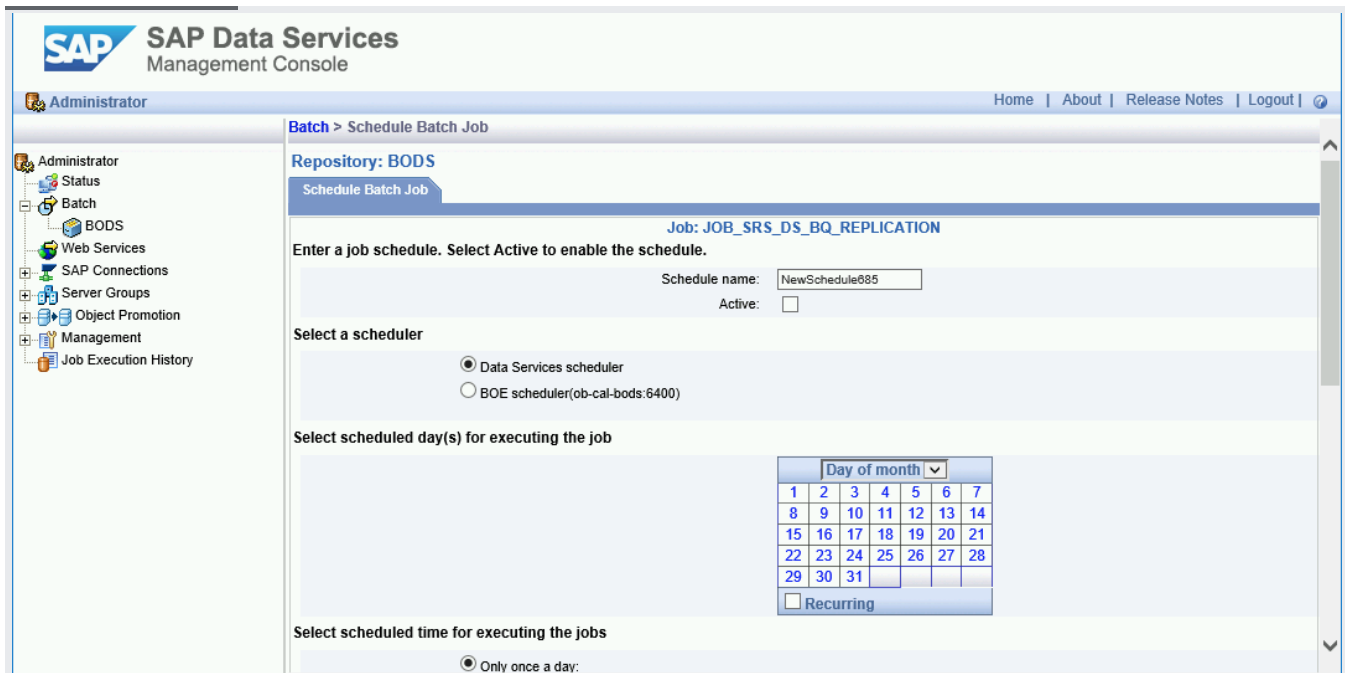 SAP
SAP Data Services
Management Console
Administrator
Home | About | Release Notes | Logout |
Batch > Schedule Batch Job
Administrator
Status
Batch
BODS
Web Services
SAP Connections
Server Groups
Object Promotion
Management
Job Execution History
Repository: BODS
Schedule Batch Job
Job: JOB_SRS_DS_BQ_REPLICATION
Enter a job schedule. Select Active to enable the schedule.
Schedule name: NewSchedule685
Active:
Select a scheduler
Data Services scheduler
BOE scheduler(ob-cal-bods:6400)
Select scheduled day(s) for executing the job
Day of month
1 2 3 4 5 6 7
8 9 10 11 12 13 14
15 16 17 18 19 20 21
22 23 24 25 26 27 28
29 30 31
Recurring
Select scheduled time for executing the jobs
Only once a day: